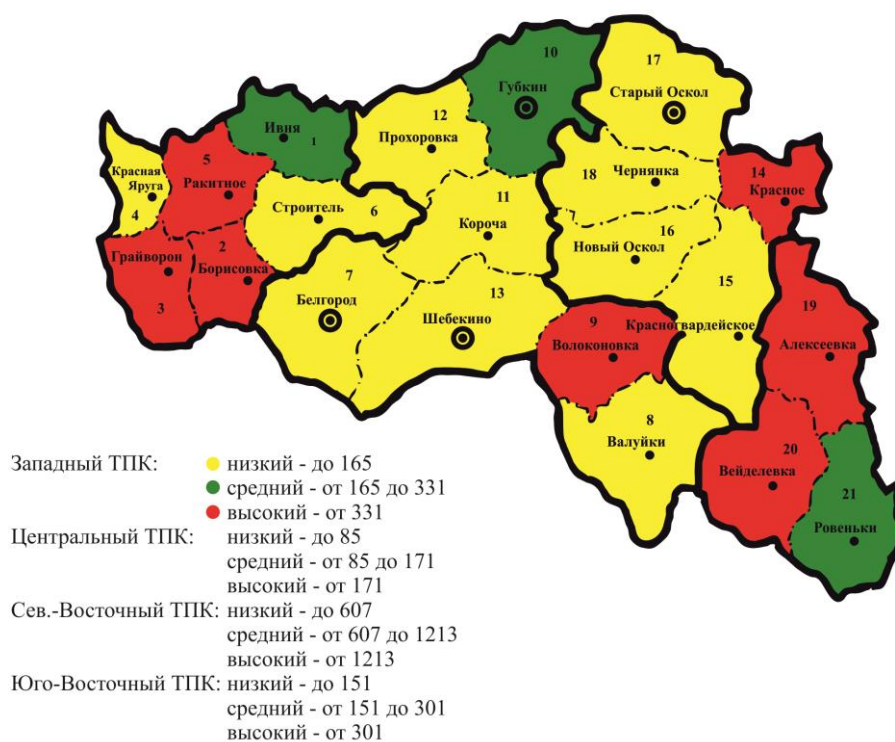 10
Губкин
17
Старый Оскол
12
Прохоровка
Ивня
1
5
Ракитное
Красная
Яруга
4
18
Чернянка
14
Красное
11
Короча
Строитель
6
16
Новый Оскол
2
Борисовка
Грайворон
3
7
Белгород
13
Шебекино
15
9
Волоконовка
Красногвардейское
19
Алексеевка
8
Валуйки
20
Вейделевка
21
Ровеньки
Западный ТПК: низкий - до 165
средний - от 165 до 331
высокий - от 331
Центральный ТПК: низкий - до 85
средний - от 85 до 171
высокий - от 171
Сев.-Восточный ТПК: низкий - до 607
средний - от 607 до 1213
высокий - от 1213
Юго-Восточный ТПК: низкий - до 151
средний - от 151 до 301
высокий - от 301